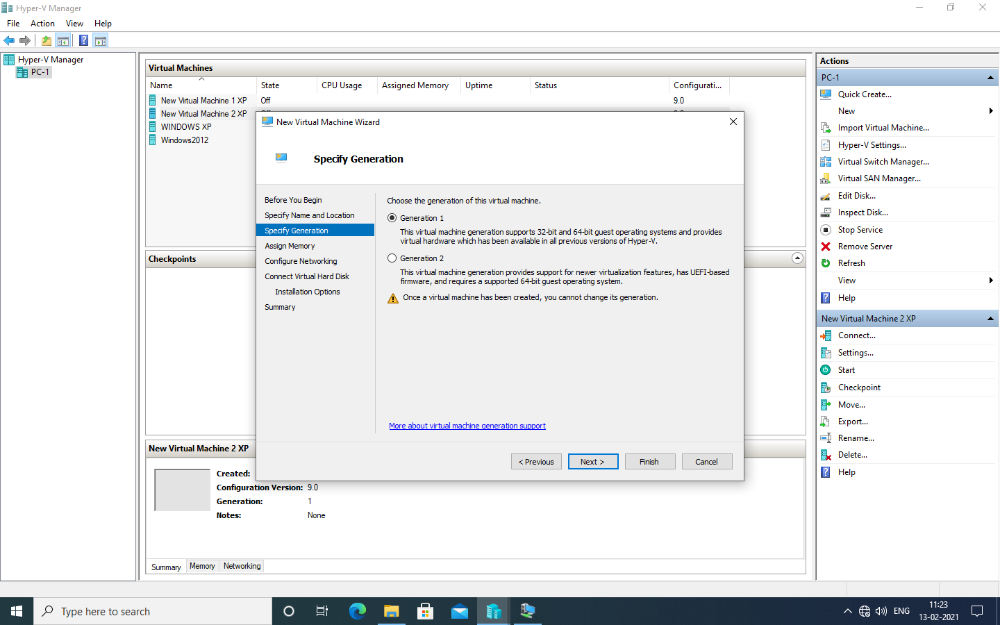 Hyper-V Manager
File Action View Help
Hyper-V Manager
PC-1
Virtual Machines
Name State CPU Usage Assigned Memory Uptime Status Configurati...
New Virtual Machine 1 XP Off 9.0
New Virtual Machine 2 XP
WINDOWS XP
Windows2012
New Virtual Machine Wizard
Specify Generation
Before You Begin
Specify Name and Location
Specify Generation
Assign Memory
Configure Networking
Connect Virtual Hard Disk
Installation Options
Summary
Choose the generation of this virtual machine.
Generation 1
This virtual machine generation supports 32-bit and 64-bit guest operating systems and provides
virtual hardware which has been available in all previous versions of Hyper-V.
Generation 2
This virtual machine generation provides support for newer virtualization features, has UEFI-based
firmware, and requires a supported 64-bit guest operating system.
Once a virtual machine has been created, you cannot change its generation.
More about virtual machine generation support
< Previous Next > Finish Cancel
Checkpoints
New Virtual Machine 2 XP
Created:
Configuration Version: 9.0
Generation: 1
Notes: None
Summary Memory Networking
Actions
PC-1
Quick Create...
New
Import Virtual Machine...
Hyper-V Settings...
Virtual Switch Manager...
Virtual SAN Manager...
Edit Disk...
Inspect Disk...
Stop Service
Remove Server
Refresh
View
Help
New Virtual Machine 2 XP
Connect...
Settings...
Start
Checkpoint
Move...
Export...
Rename...
Delete...
Help
Type here to search
ENG
11:23
13-02-2021